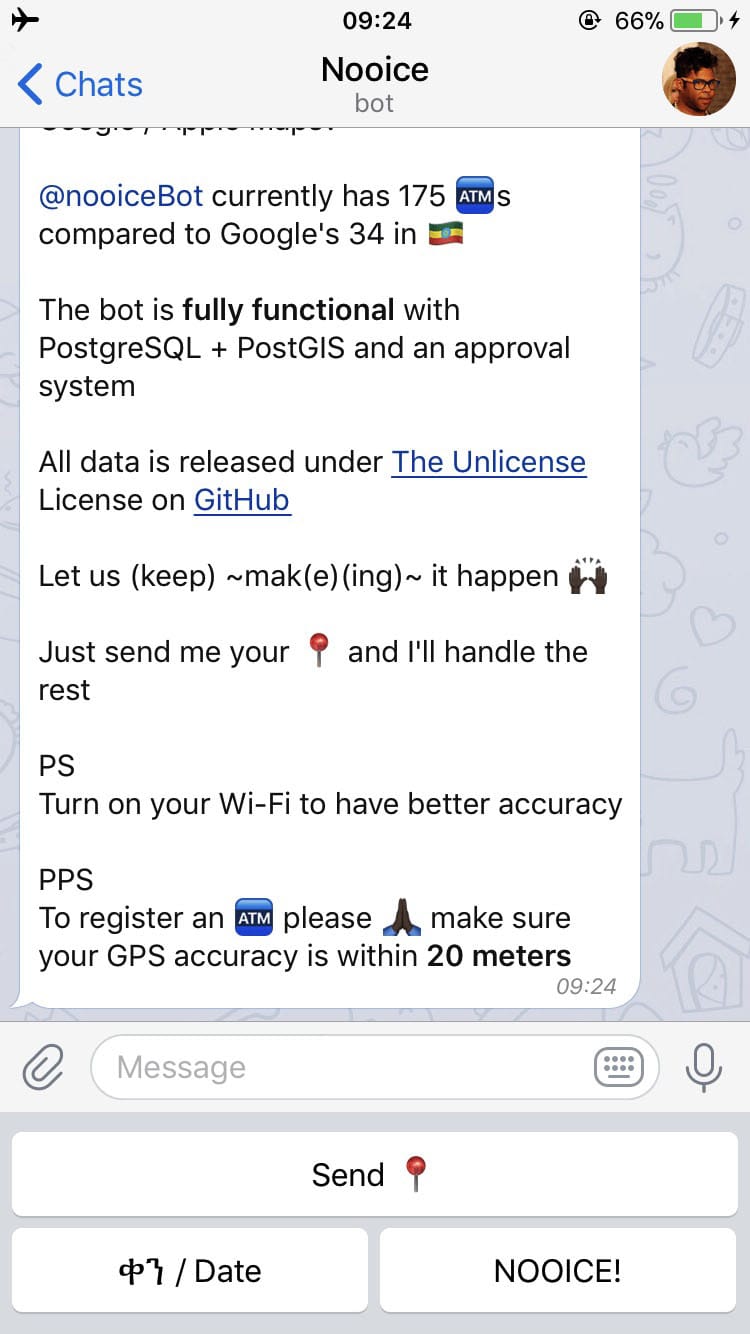 09:24
66%
Chats
Nooice
bot
@nooiceBot currently has 175 ATMs
compared to Google's 34 in
The bot is fully functional with
PostgreSQL + PostGIS and an approval
system
All data is released under The Unlicense
License on GitHub
Let us (keep) ~mak(e)(ing)~ it happen
Just send me your and I'll handle the
rest
PS
Turn on your Wi-Fi to have better accuracy
PPS
To register an ATM please make sure
your GPS accuracy is within 20 meters
09:24
Message
Send
ቀን / Date
NOOICE!